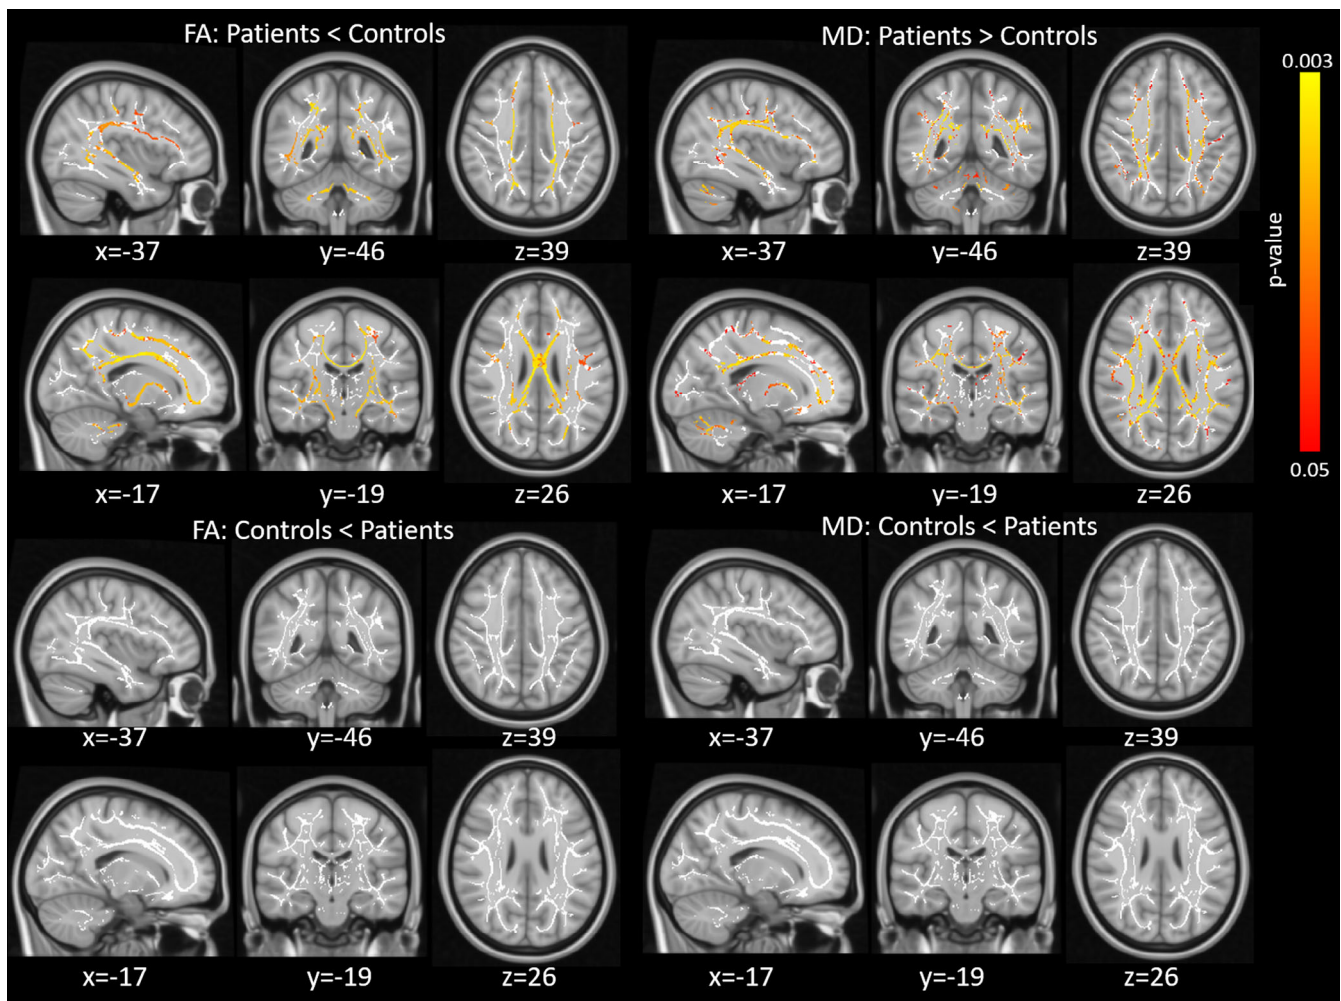 FA: Patients < Controls
MD: Patients > Controls
0.003
x=-37
y=-46
z=39
x=-37
y=-46
z=39
p-value
0.05
x=-17
y=-19
z=26
x=-17
y=-19
z=26
FA: Controls < Patients
MD: Controls < Patients
x=-37
y=-46
z=39
x=-37
y=-46
z=39
x=-17
y=-19
z=26
x=-17
y=-19
z=26